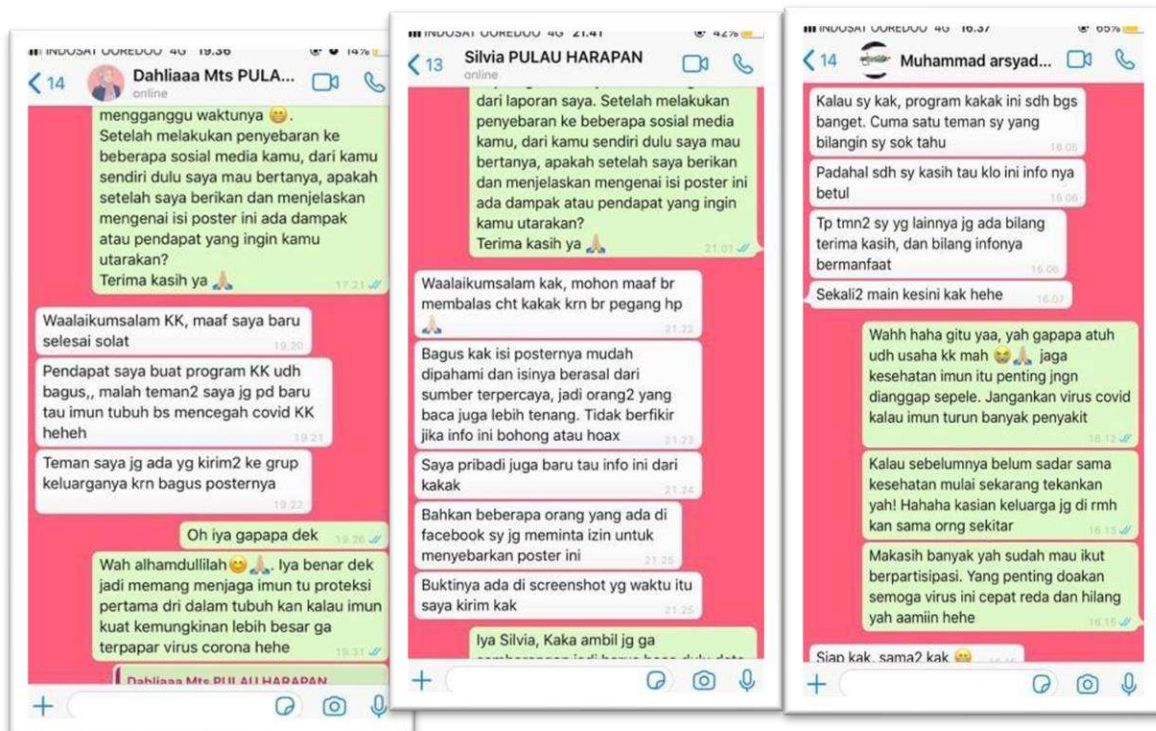 INDOSAT OOREDOO 4G 19.36 14%
14 Dahliaaa Mts PULA...
online
mengganggu waktunya 😁.
Setelah melakukan penyebaran ke
beberapa sosial media kamu, dari kamu
sendiri dulu saya mau bertanya, apakah
setelah saya berikan dan menjelaskan
mengenai isi poster ini ada dampak
atau pendapat yang ingin kamu
utarakan?
Terima kasih ya 🙏 17.21
Waalaikumsalam KK, maaf saya baru
selesai solat 19.20
Pendapat saya buat program KK udh
bagus,, malah teman2 saya jg pd baru
tau imun tubuh bs mencegah covid KK
heheh 19.21
Teman saya jg ada yg kirim2 ke grup
keluarganya krn bagus posternya 19.22
Oh iya gapapa dek 19.26
Wah alhamdullilah 😊🙏. Iya benar dek
jadi memang menjaga imun tu proteksi
pertama dri dalam tubuh kan kalau imun
kuat kemungkinan lebih besar ga
terpapar virus corona hehe 19.31
Dahliaaa Mts PULAU HARAPAN
INDOSAT OOREDOO 4G 21.41 42%
13 Silvia PULAU HARAPAN
online
dari laporan saya. Setelah melakukan
penyebaran ke beberapa sosial media
kamu, dari kamu sendiri dulu saya mau
bertanya, apakah setelah saya berikan
dan menjelaskan mengenai isi poster ini
ada dampak atau pendapat yang ingin
kamu utarakan?
Terima kasih ya 🙏 21.01
Waalaikumsalam kak, mohon maaf br
membalas cht kakak krn br pegang hp
🙏 21.22
Bagus kak isi posternya mudah
dipahami dan isinya berasal dari
sumber terpercaya, jadi orang2 yang
baca juga lebih tenang. Tidak berfikir
jika info ini bohong atau hoax 21.23
Saya pribadi juga baru tau info ini dari
kakak 21.24
Bahkan beberapa orang yang ada di
facebook sy jg meminta izin untuk
menyebarkan poster ini 21.25
Buktinya ada di screenshot yg waktu itu
saya kirim kak 21.25
Iya Silvia, Kaka ambil jg ga
INDOSAT OOREDOO 4G 16.37 65%
14 Muhammad arsyad...
Kalau sy kak, program kakak ini sdh bgs
banget. Cuma satu teman sy yang
bilangin sy sok tahu 16.05
Padahal sdh sy kasih tau klo ini info nya
betul 16.06
Tp tmn2 sy yg lainnya jg ada bilang
terima kasih, dan bilang infonya
bermanfaat 16.06
Sekali2 main kesini kak hehe 16.07
Wahh haha gitu yaa, yah gapapa atuh
udh usaha kk mah 😭🙏 jaga
kesehatan imun itu penting jngn
dianggap sepele. Jangankan virus covid
kalau imun turun banyak penyakit 16.12
Kalau sebelumnya belum sadar sama
kesehatan mulai sekarang tekankan
yah! Hahaha kasian keluarga jg di rmh
kan sama orng sekitar 16.13
Makasih banyak yah sudah mau ikut
berpartisipasi. Yang penting doakan
semoga virus ini cepat reda dan hilang
yah aamiin hehe 16.15
Siap kak, sama2 kak 😁